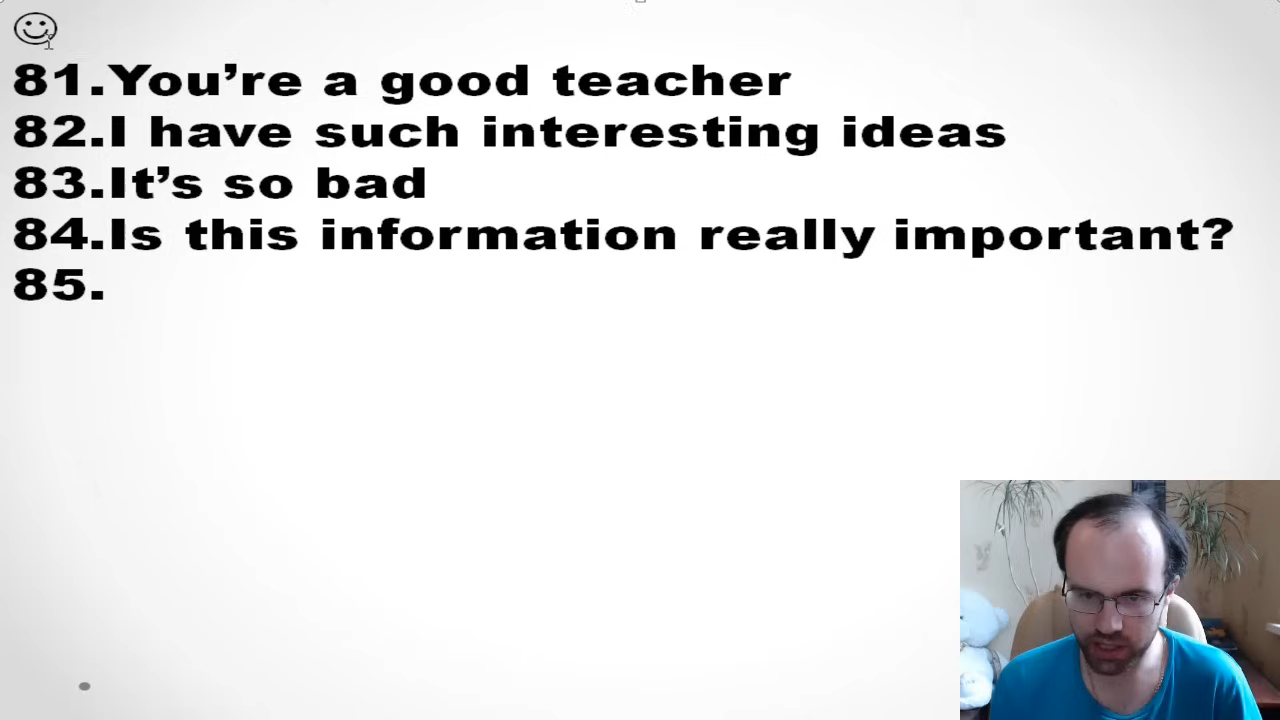 81.You’re a good teacher
82.I have such interesting ideas
83.It’s so bad
84.Is this information really important?
85.